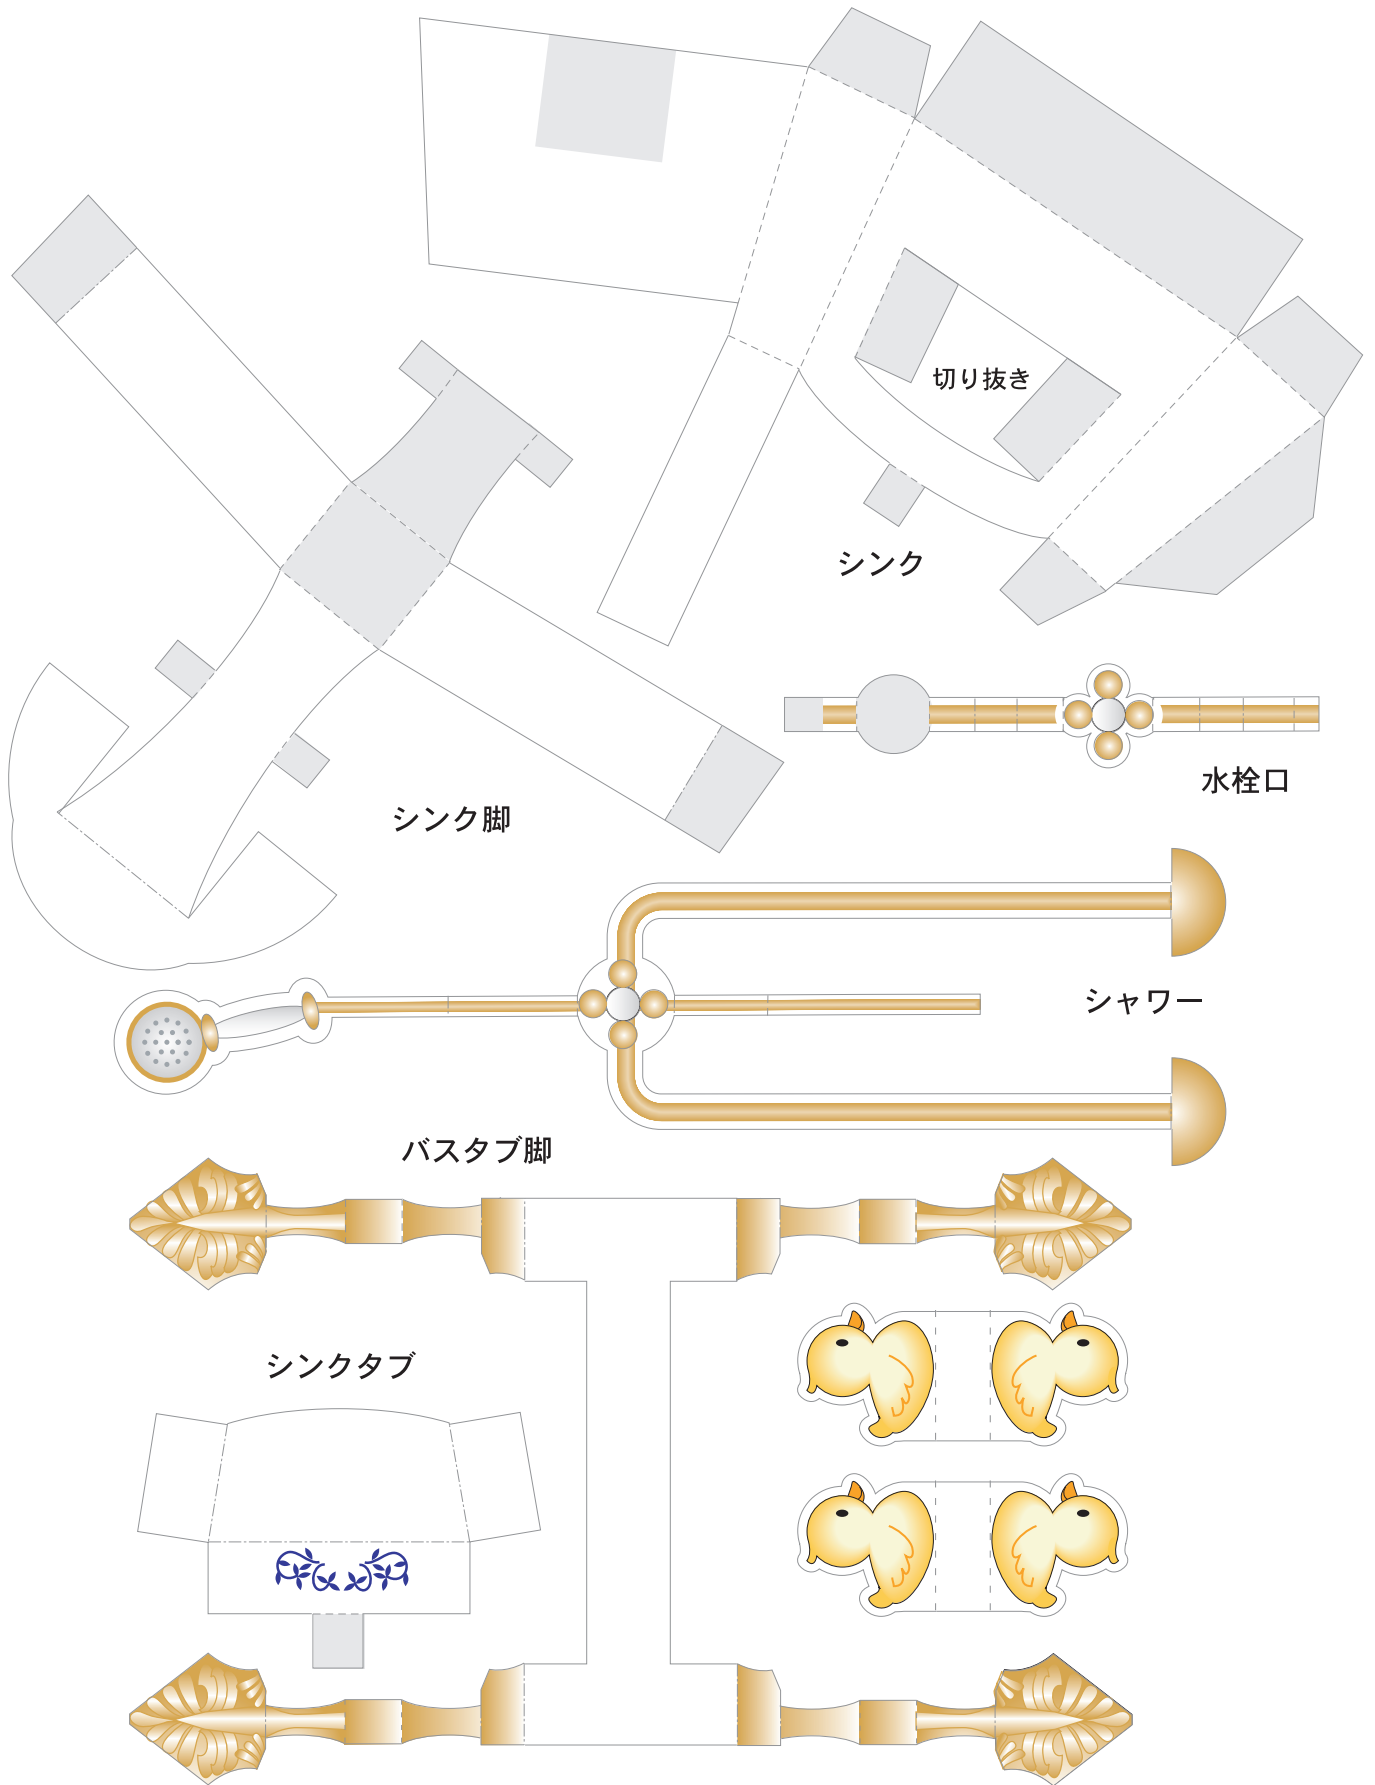 切り抜き
シンク
水栓口
シンク脚
シャワー
バスタブ脚
シンクタブ